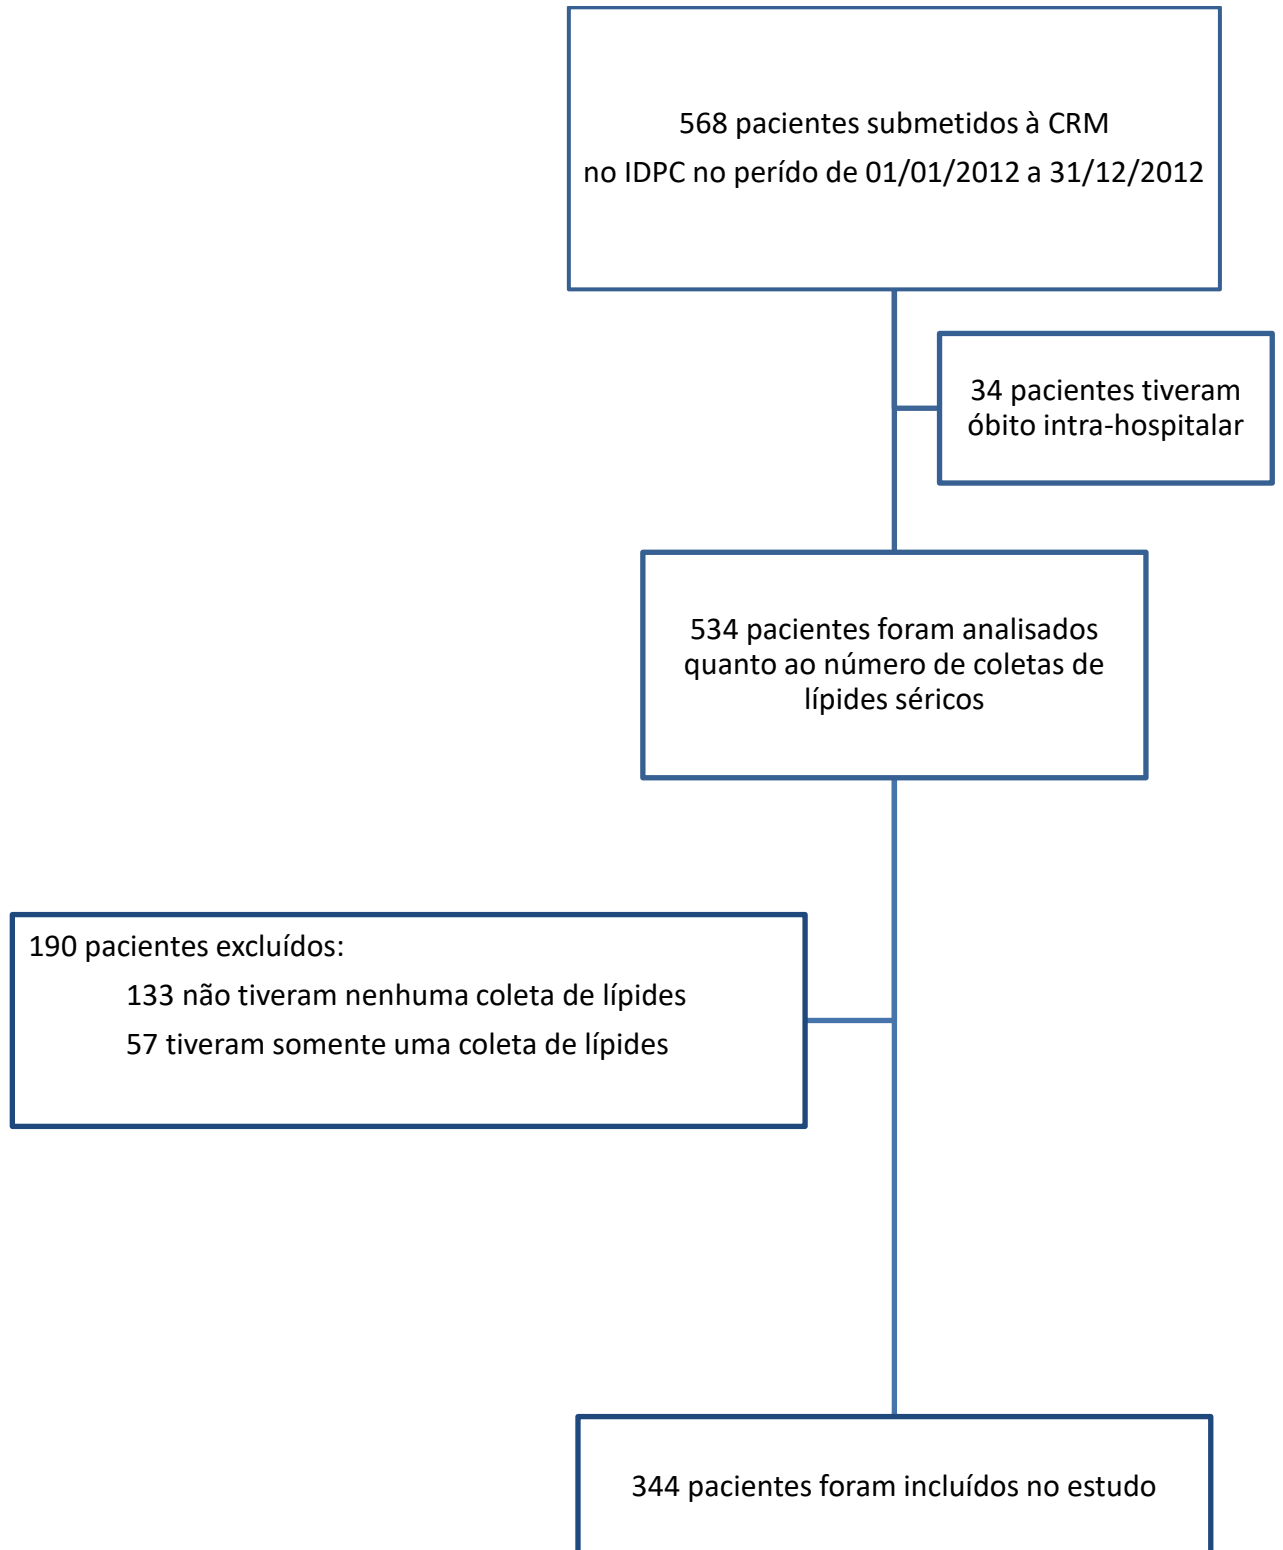 568 pacientes submetidos à CRM
no IDPC no perído de 01/01/2012 a 31/12/2012
34 pacientes tiveram
óbito intra-hospitalar
534 pacientes foram analisados
quanto ao número de coletas de
lípides séricos
190 pacientes excluídos:
133 não tiveram nenhuma coleta de lípides
57 tiveram somente uma coleta de lípides
344 pacientes foram incluídos no estudo